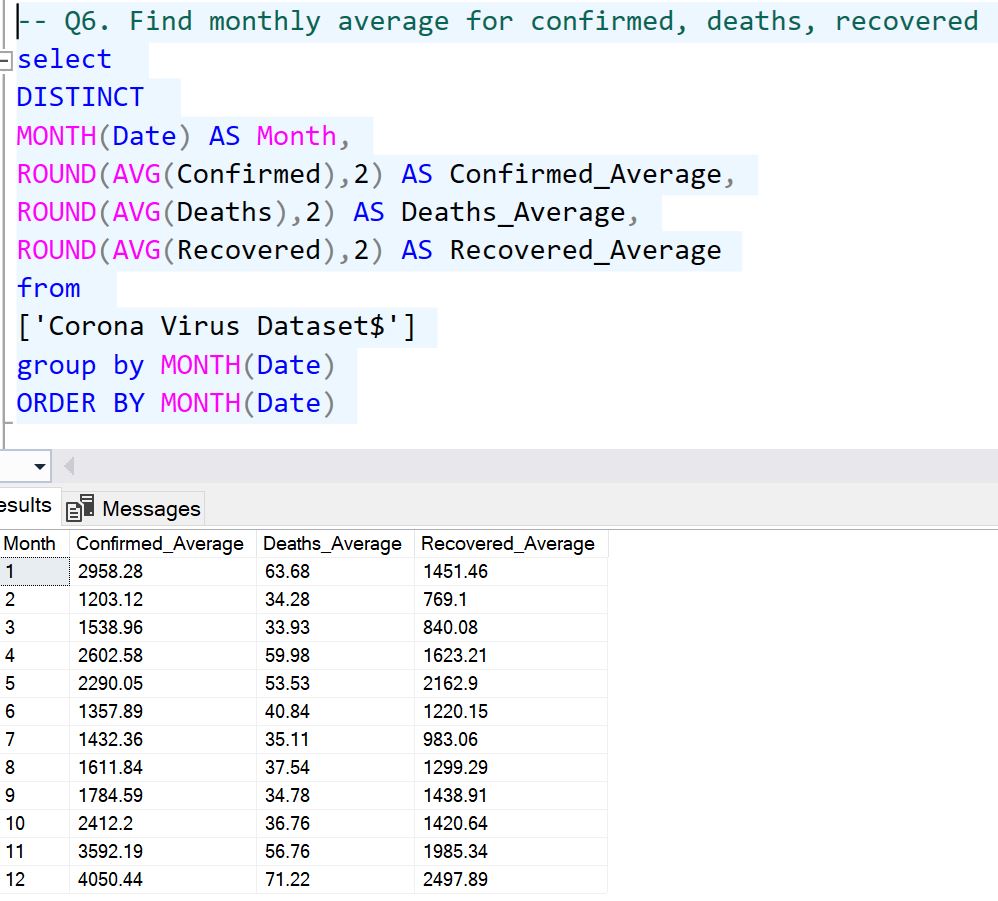 -- Q6. Find monthly average for confirmed, deaths, recovered
select
DISTINCT
MONTH(Date) AS Month,
ROUND(AVG(Confirmed),2) AS Confirmed_Average,
ROUND(AVG(Deaths),2) AS Deaths_Average,
ROUND(AVG(Recovered),2) AS Recovered_Average
from
['Corona Virus Dataset$']
group by MONTH(Date)
ORDER BY MONTH(Date)
esults Messages
Month Confirmed_Average Deaths_Average Recovered_Average
1 2958.28 63.68 1451.46
2 1203.12 34.28 769.1
3 1538.96 33.93 840.08
4 2602.58 59.98 1623.21
5 2290.05 53.53 2162.9
6 1357.89 40.84 1220.15
7 1432.36 35.11 983.06
8 1611.84 37.54 1299.29
9 1784.59 34.78 1438.91
10 2412.2 36.76 1420.64
11 3592.19 56.76 1985.34
12 4050.44 71.22 2497.89